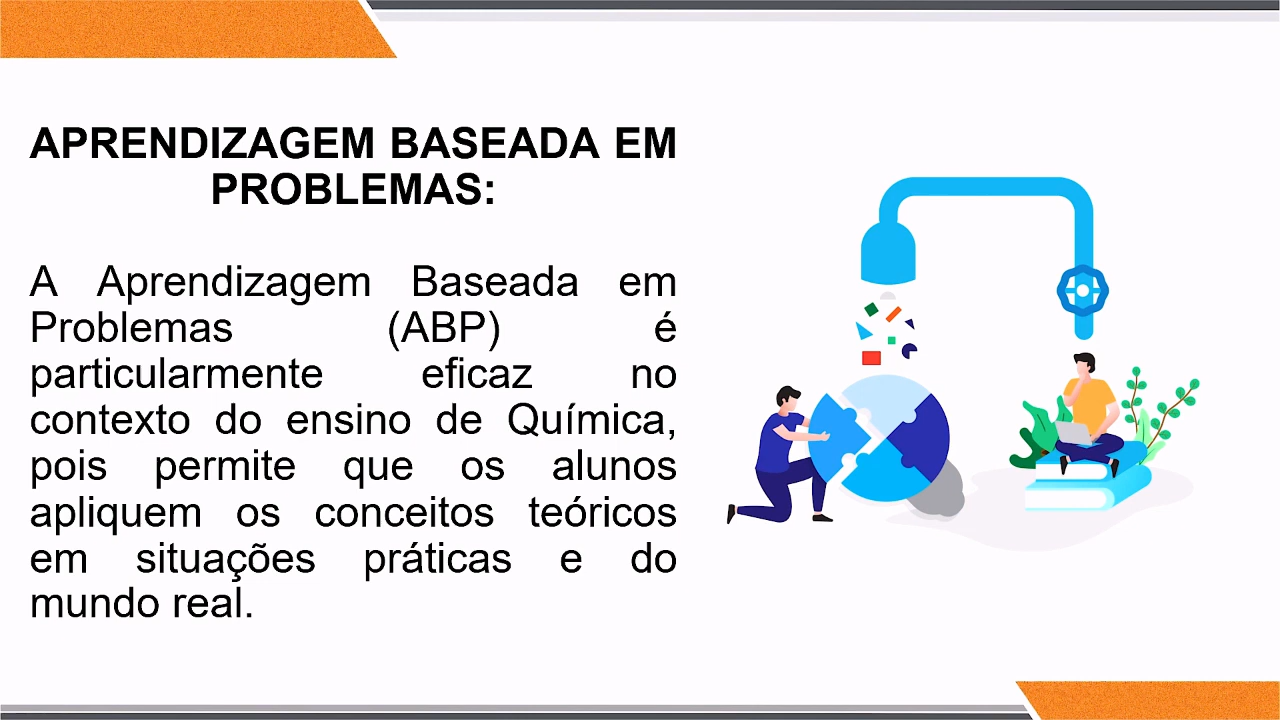 APRENDIZAGEM BASEADA EM
PROBLEMAS:
A Aprendizagem Baseada em
Problemas (ABP) é
particularmente eficaz no
contexto do ensino de Química,
pois permite que os alunos
apliquem os conceitos teóricos
em situações práticas e do
mundo real.